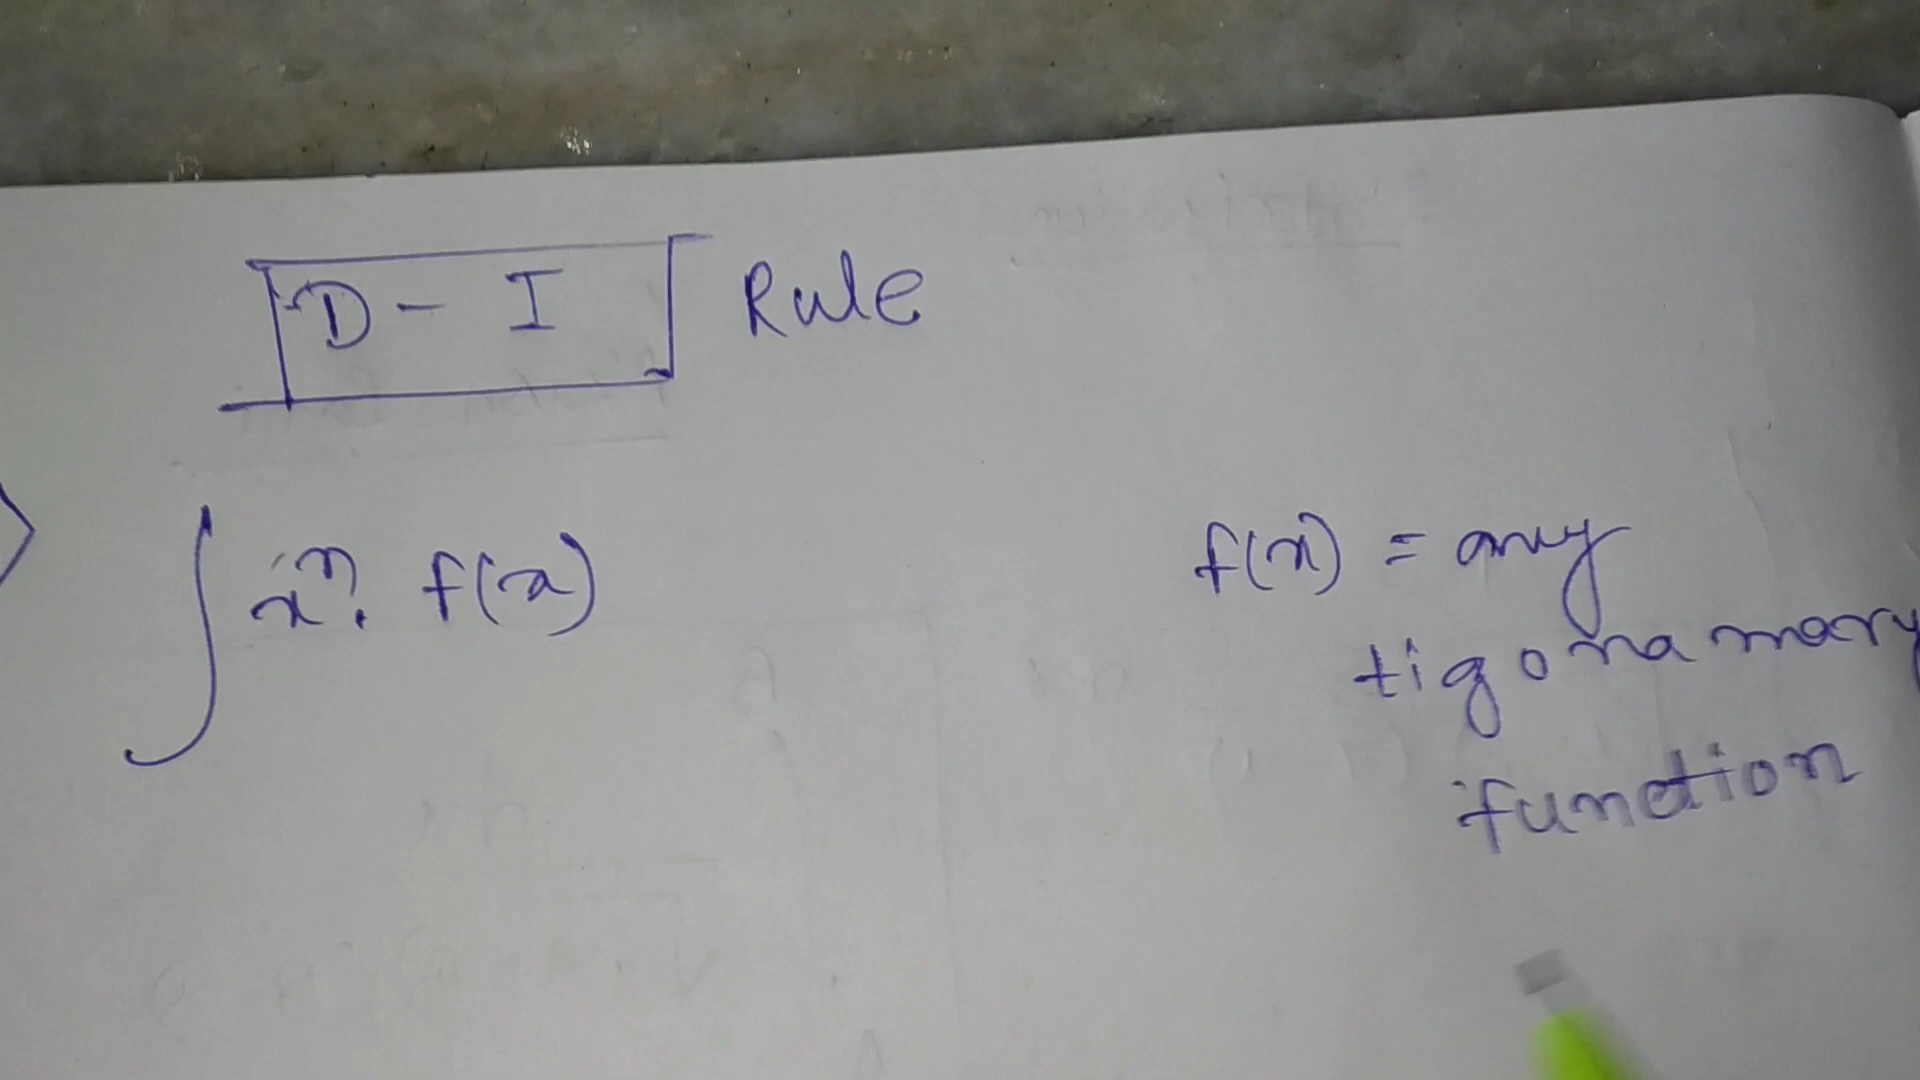 D - I Rule
∫ xⁿ. f(x)
f(x) = any
tigonamary
function